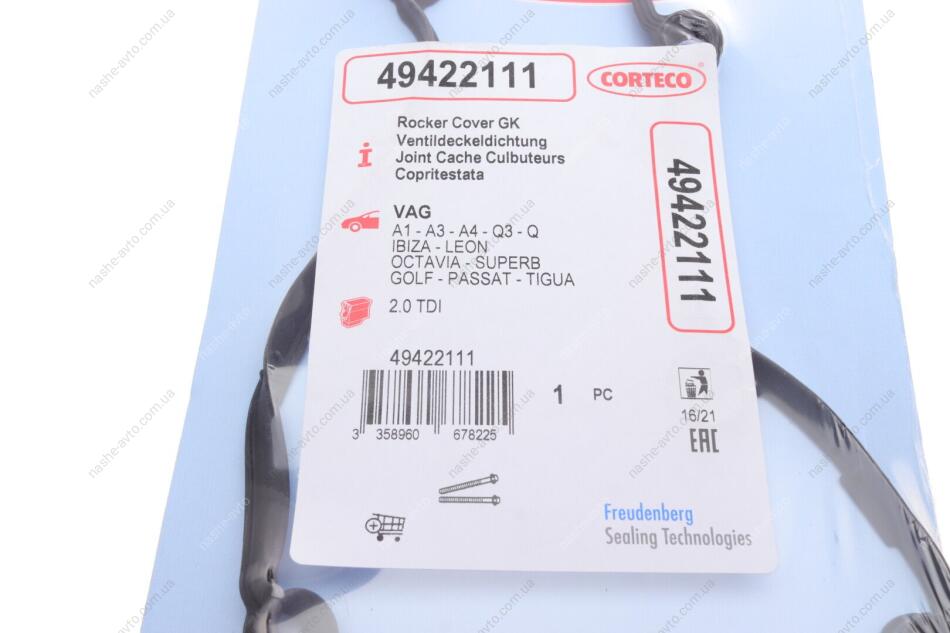 49422111
CORTECO®
Rocker Cover GK
Ventildeckeldichtung
Joint Cache Culbuteurs
Copritestata
49422111
VAG
A1 - A3 - A4 - Q3 - Q
IBIZA - LEON
OCTAVIA - SUPERB
GOLF - PASSAT - TIGUA
2.0 TDI
49422111
3 358960 678225
1 PC
16/21
EAC
Freudenberg
Sealing Technologies
nashe-avto.com.ua